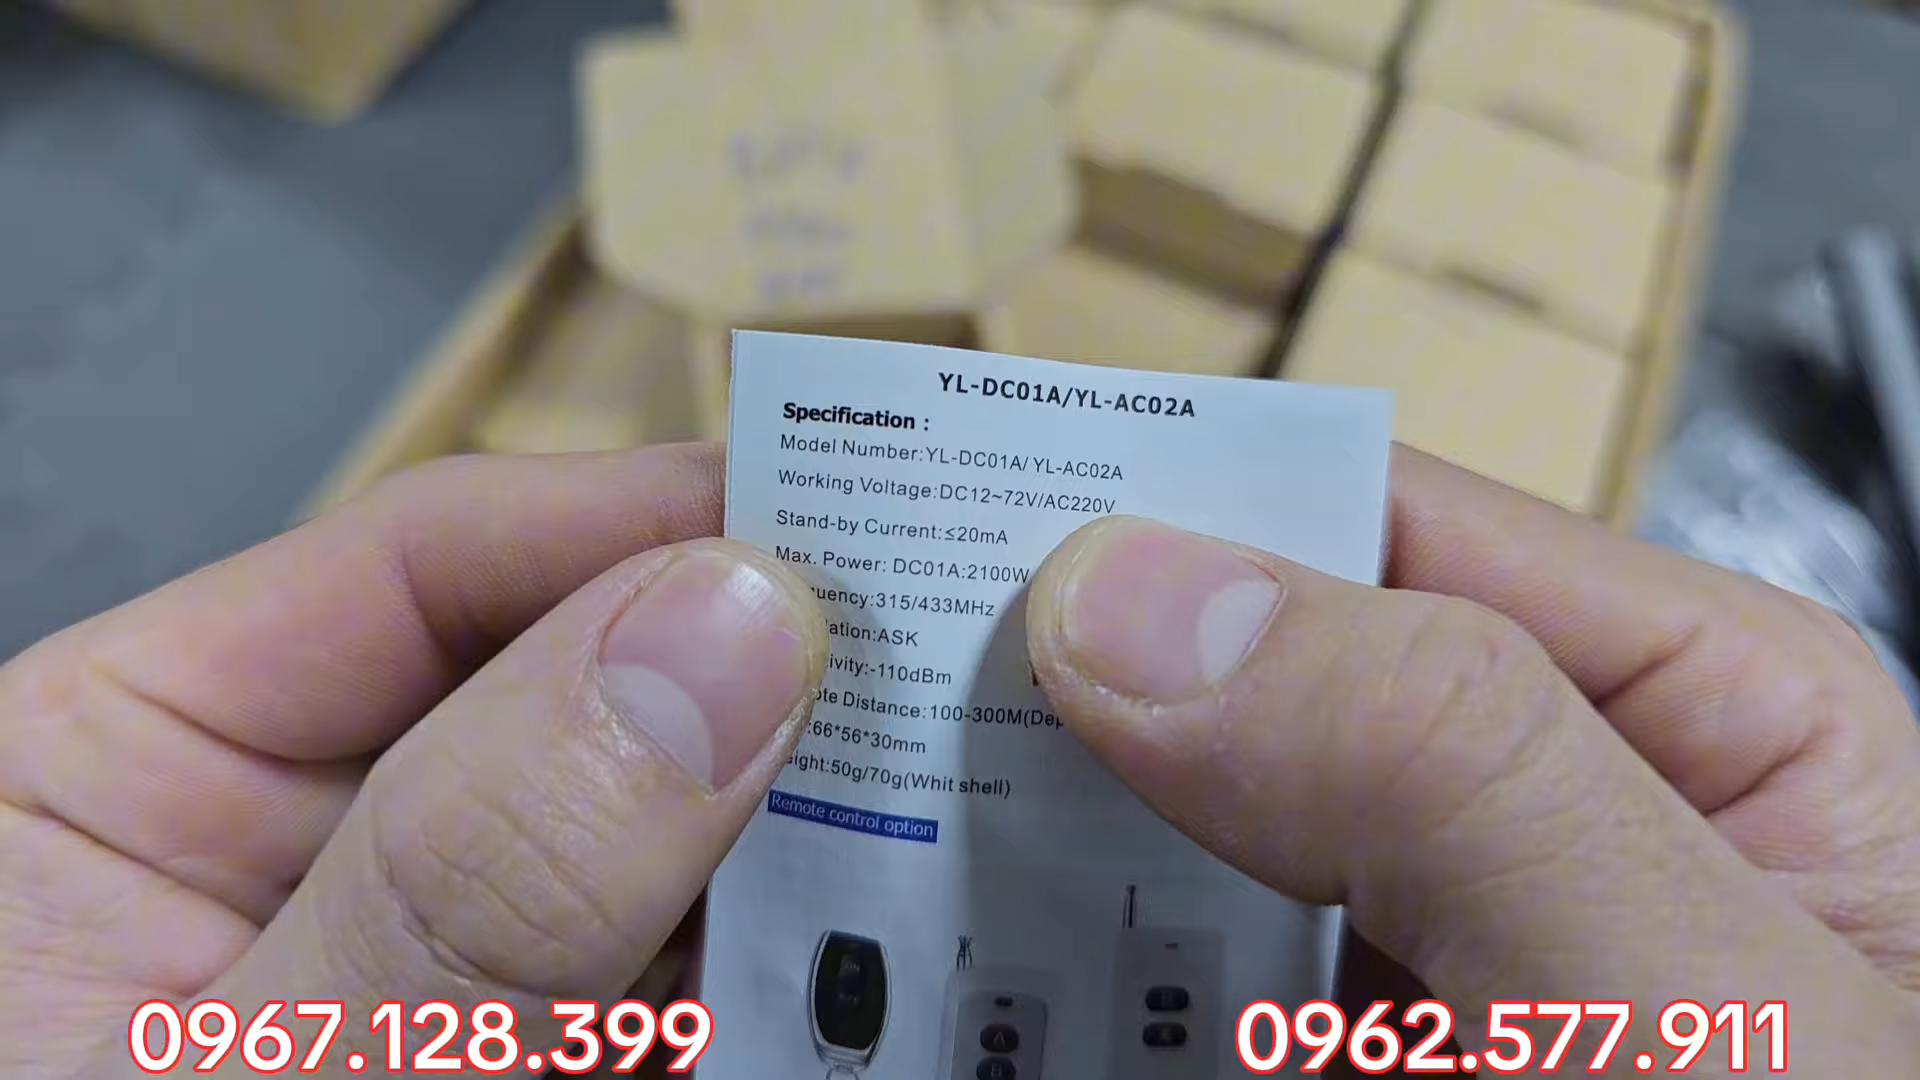 YL-DC01A/YL-AC02A
Specification :
Model Number:YL-DC01A/ YL-AC02A
Working Voltage:DC12~72V/AC220V
Stand-by Current:≤20mA
Max. Power: DC01A:2100W
uency:315/433MHz
ation:ASK
ivity:-110dBm
ote Distance:100-300M(Dep
:66*56*30mm
eight:50g/70g(Whit shell)
Remote control option
A
B
0967.128.399
0962.577.911